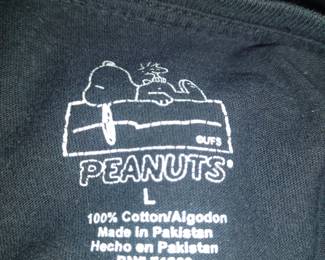 ©UFS
PEANUTS®
L
100% Cotton/Algodon
Made in Pakistan
Hecho en Pakistan